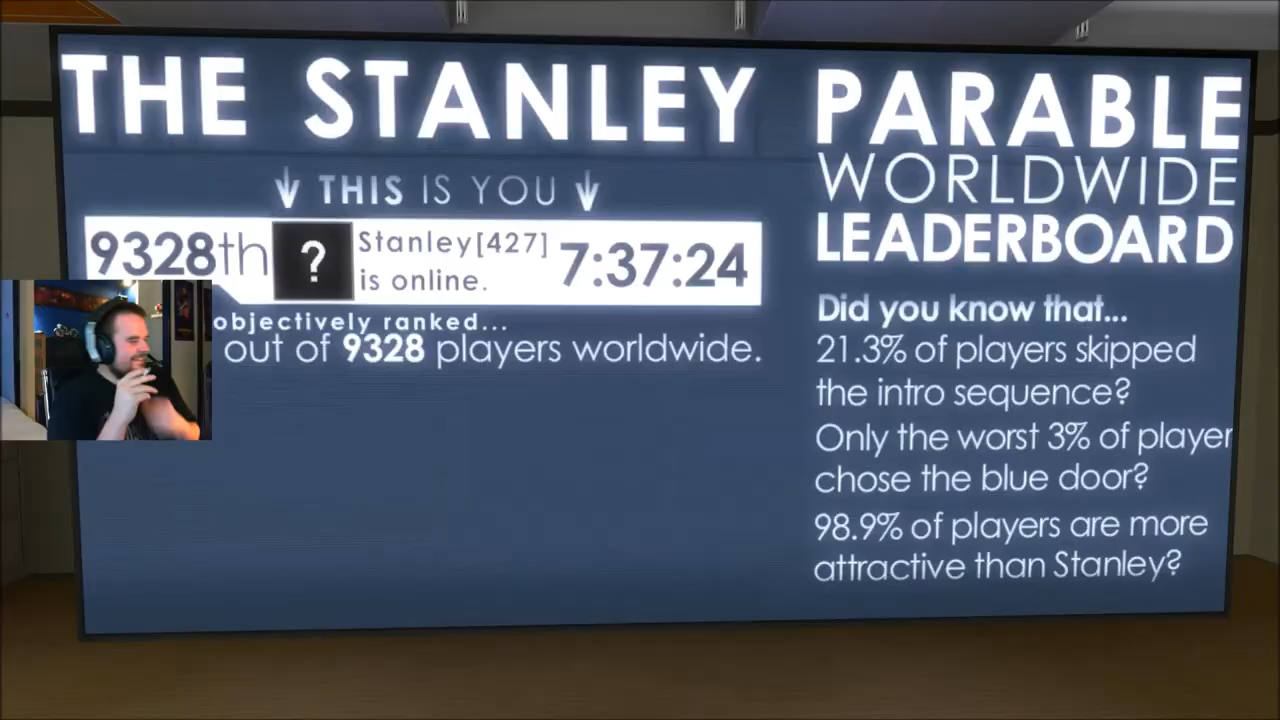 THE STANLEY PARABLE
WORLDWIDE
LEADERBOARD
THIS IS YOU
9328th
?
Stanley[427]
is online.
7:37:24
objectively ranked...
out of 9328 players worldwide.
Did you know that...
21.3% of players skipped
the intro sequence?
Only the worst 3% of player
chose the blue door?
98.9% of players are more
attractive than Stanley?